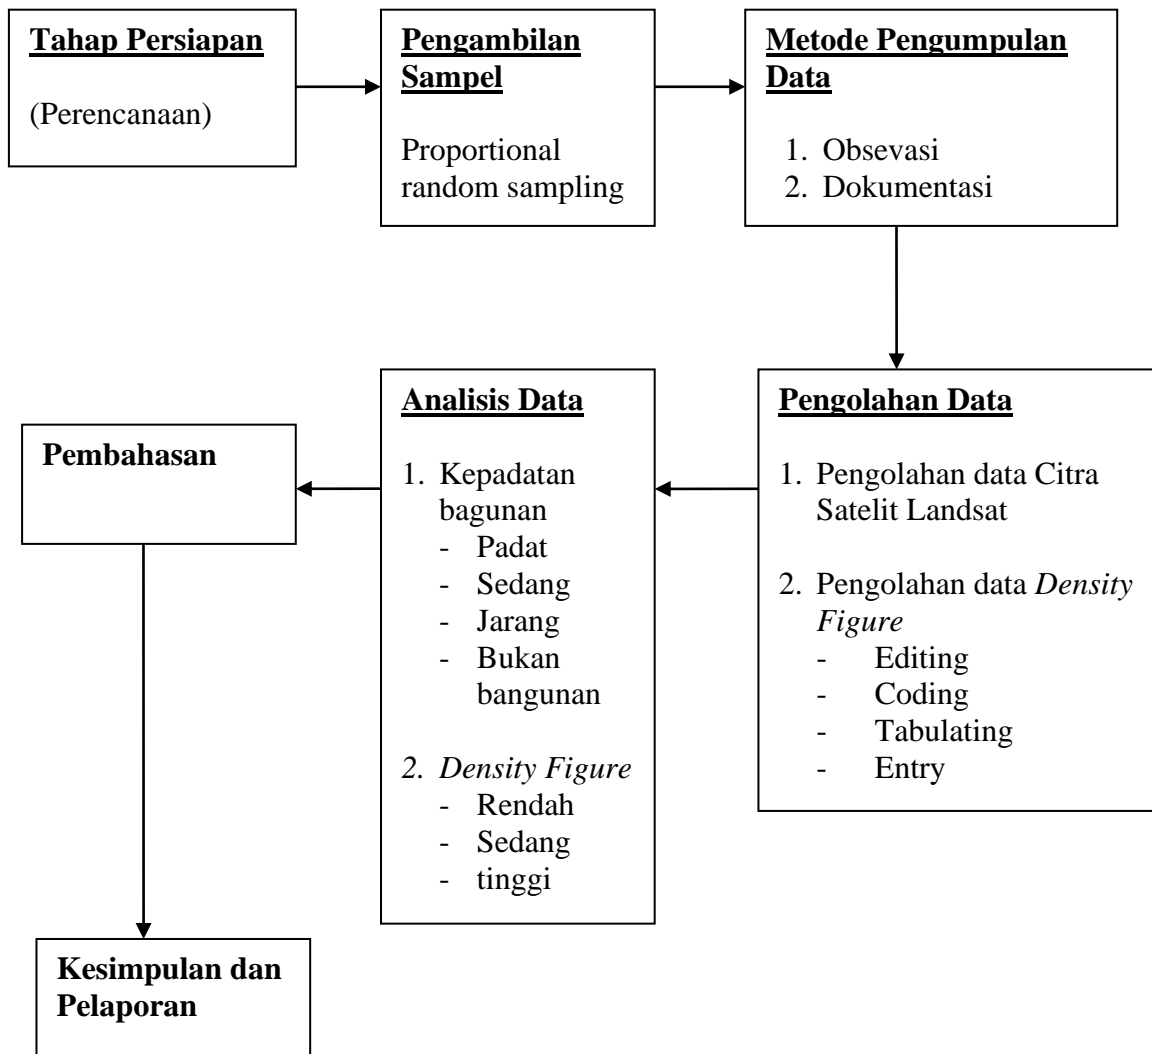 Tahap Persiapan
(Perencanaan)
Pengambilan
Sampel
Proportional
random sampling
Metode Pengumpulan
Data
1. Obsevasi
2. Dokumentasi
Pengolahan Data
1. Pengolahan data Citra
Satelit Landsat
2. Pengolahan data Density
Figure
- Editing
- Coding
- Tabulating
- Entry
Analisis Data
1. Kepadatan
bagunan
- Padat
- Sedang
- Jarang
- Bukan
bangunan
2. Density Figure
- Rendah
- Sedang
- tinggi
Pembahasan
Kesimpulan dan
Pelaporan